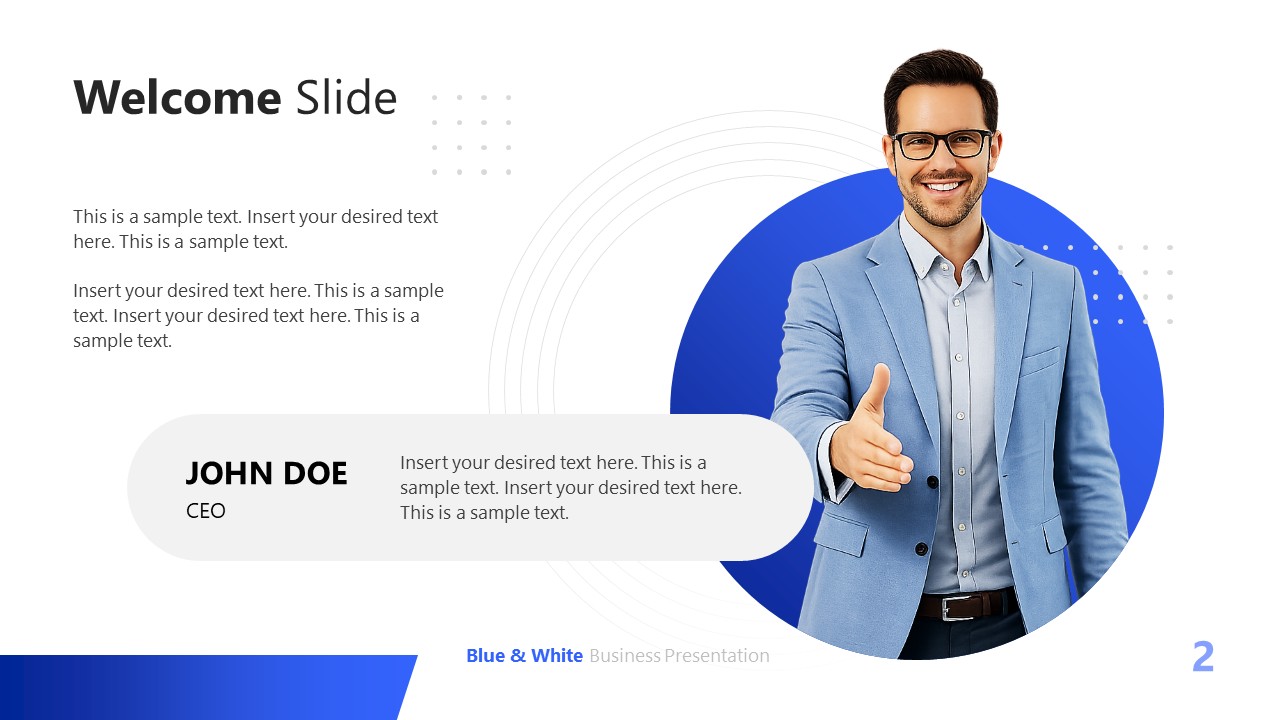 Welcome Slide
This is a sample text. Insert your desired text
here. This is a sample text.
Insert your desired text here. This is a sample
text. Insert your desired text here. This is a
sample text.
JOHN DOE
CEO
Insert your desired text here. This is a
sample text. Insert your desired text here.
This is a sample text.
Blue & White Business Presentation
2